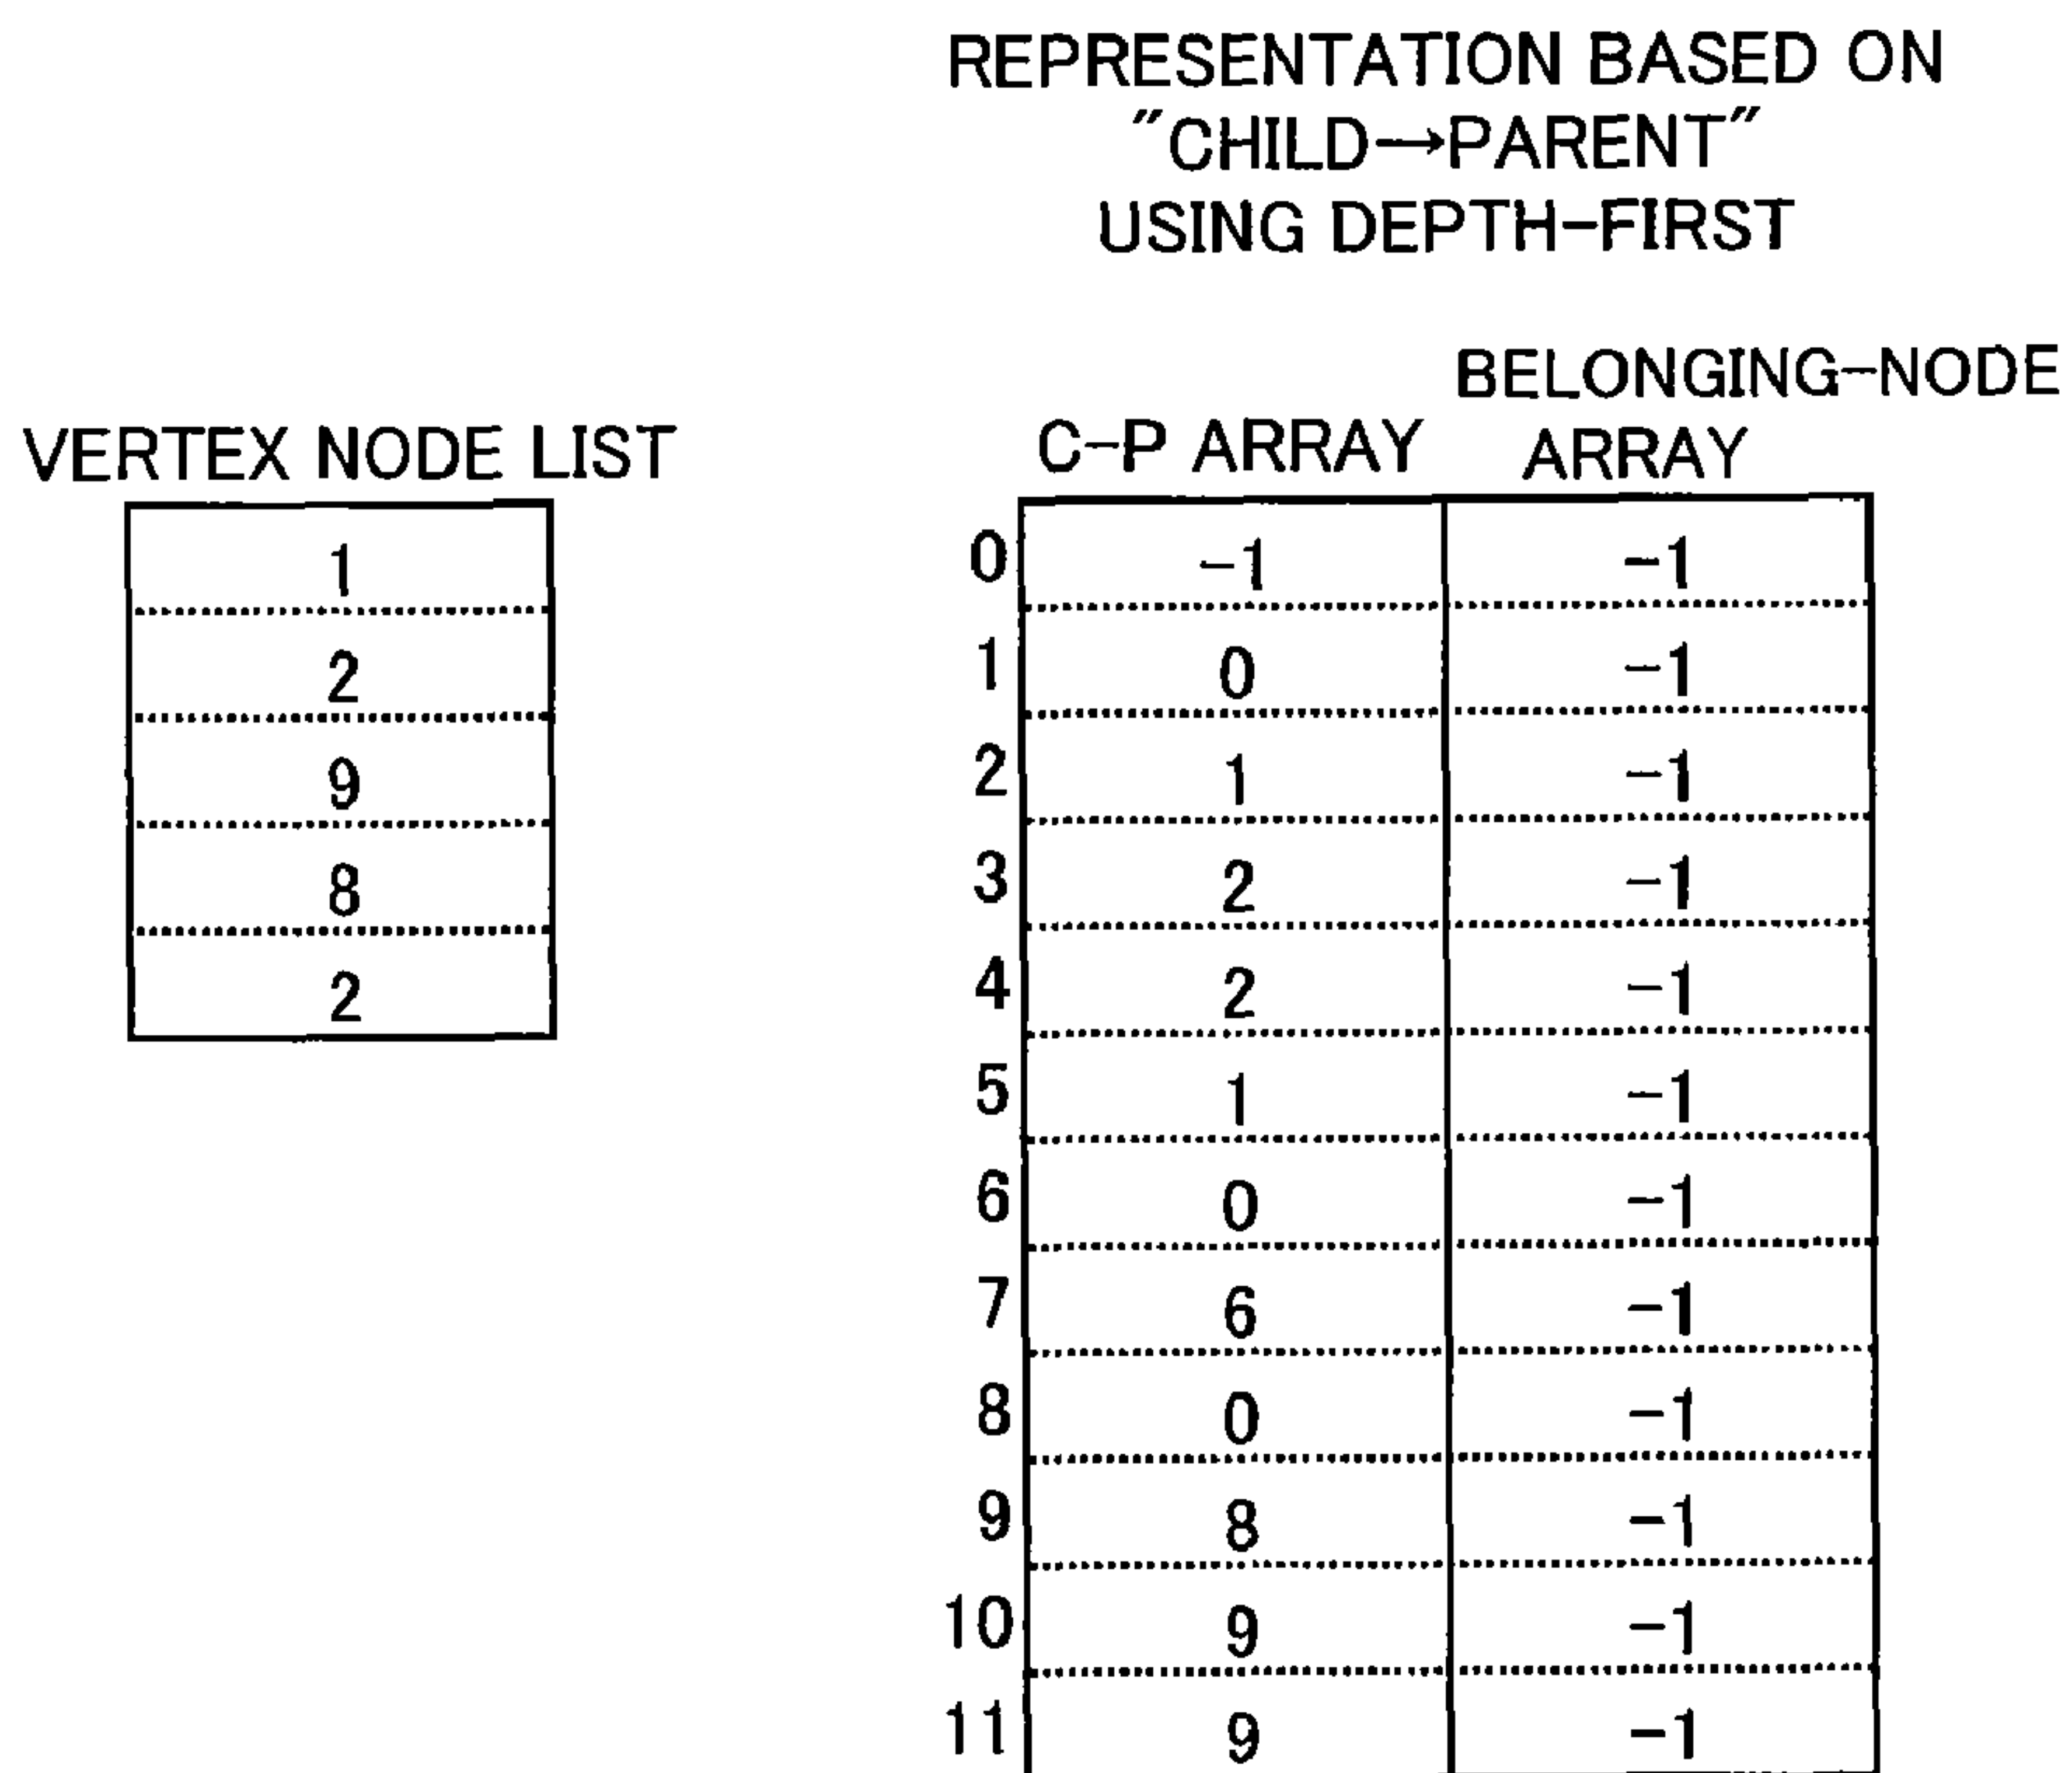 REPRESENTATION BASED ON
"CHILD→PARENT"
USING DEPTH-FIRST
VERTEX NODE LIST
1
2
9
8
2
BELONGING-NODE
C-P ARRAY ARRAY
0 -1 -1
1 0 -1
2 1 -1
3 2 -1
4 2 -1
5 1 -1
6 0 -1
7 6 -1
8 0 -1
9 8 -1
10 9 -1
11 9 -1